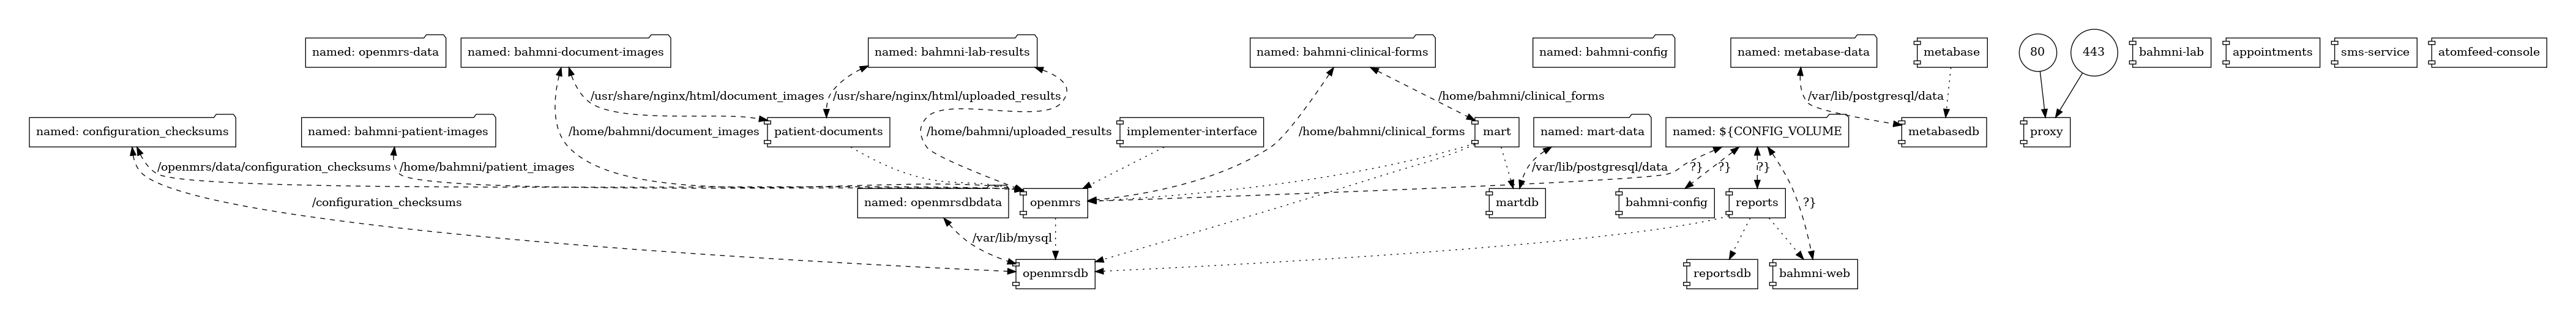 named: openmrs-data
named: bahmni-document-images
named: bahmni-lab-results
named: bahmni-clinical-forms
named: bahmni-config
named: metabase-data
metabase
80
443
bahmni-lab
appointments
sms-service
atomfeed-console
/usr/share/nginx/html/document_images
/usr/share/nginx/html/uploaded_results
/home/bahmni/clinical_forms
/var/lib/postgresql/data
named: configuration_checksums
named: bahmni-patient-images
/home/bahmni/document_images
patient-documents
/home/bahmni/uploaded_results
implementer-interface
/home/bahmni/clinical_forms
mart
named: mart-data
named: ${CONFIG_VOLUME
metabasedb
proxy
/openmrs/data/configuration_checksums
/home/bahmni/patient_images
/var/lib/postgresql/data
?}
?}
?}
/configuration_checksums
named: openmrsdbdata
openmrs
martdb
bahmni-config
reports
?}
/var/lib/mysql
openmrsdb
reportsdb
bahmni-web